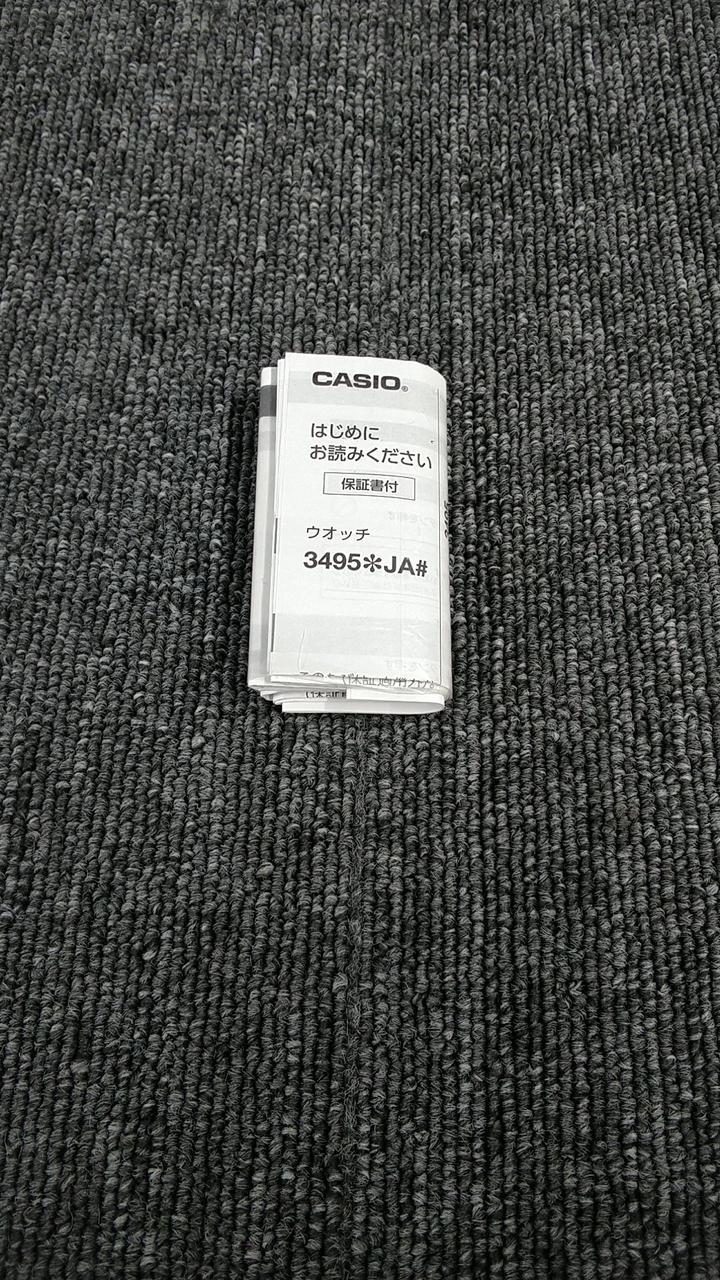 CASIO®
はじめに
お読みください
保証書付
ウオッチ
3495✻JA#